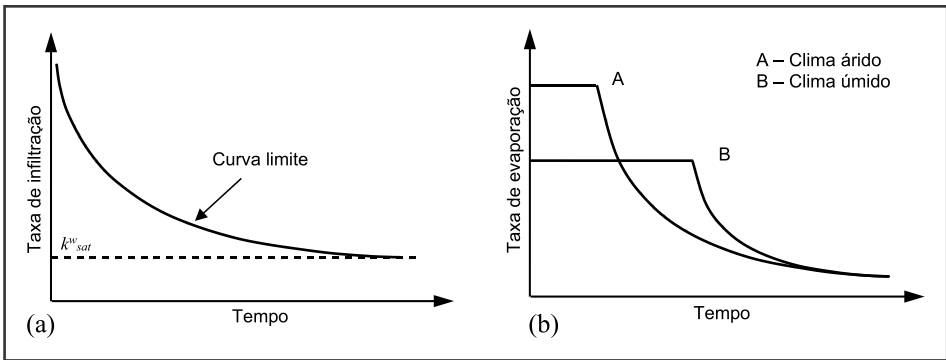 Taxa de infiltração
Curva limite
k^w_sat
Tempo
(a)
Taxa de evaporação
A – Clima árido
B – Clima úmido
A
B
Tempo
(b)